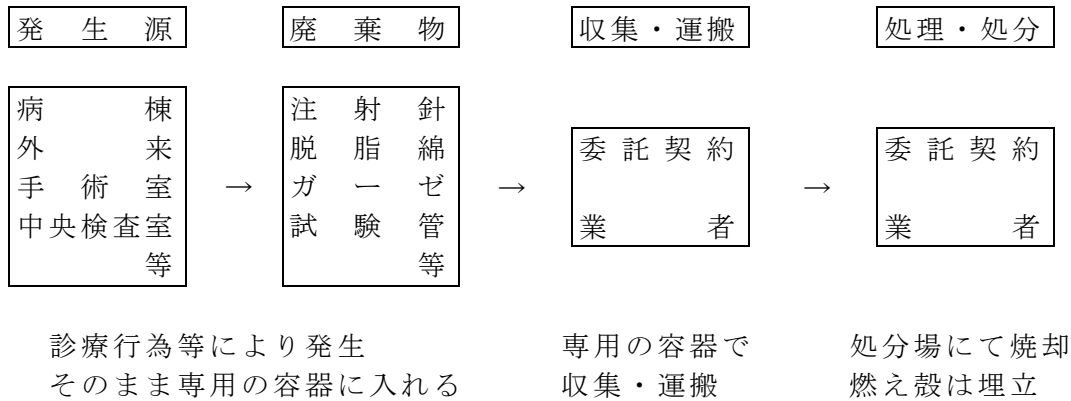 発生源
廃棄物
収集・運搬
処理・処分
病棟
外来
手術室
中央検査室
等
→
注射針
脱脂綿
ガーゼ
試験管
等
→
委託契約
業者
→
委託契約
業者
診療行為等により発生
そのまま専用の容器に入れる
専用の容器で
収集・運搬
処分場にて焼却
燃え殻は埋立